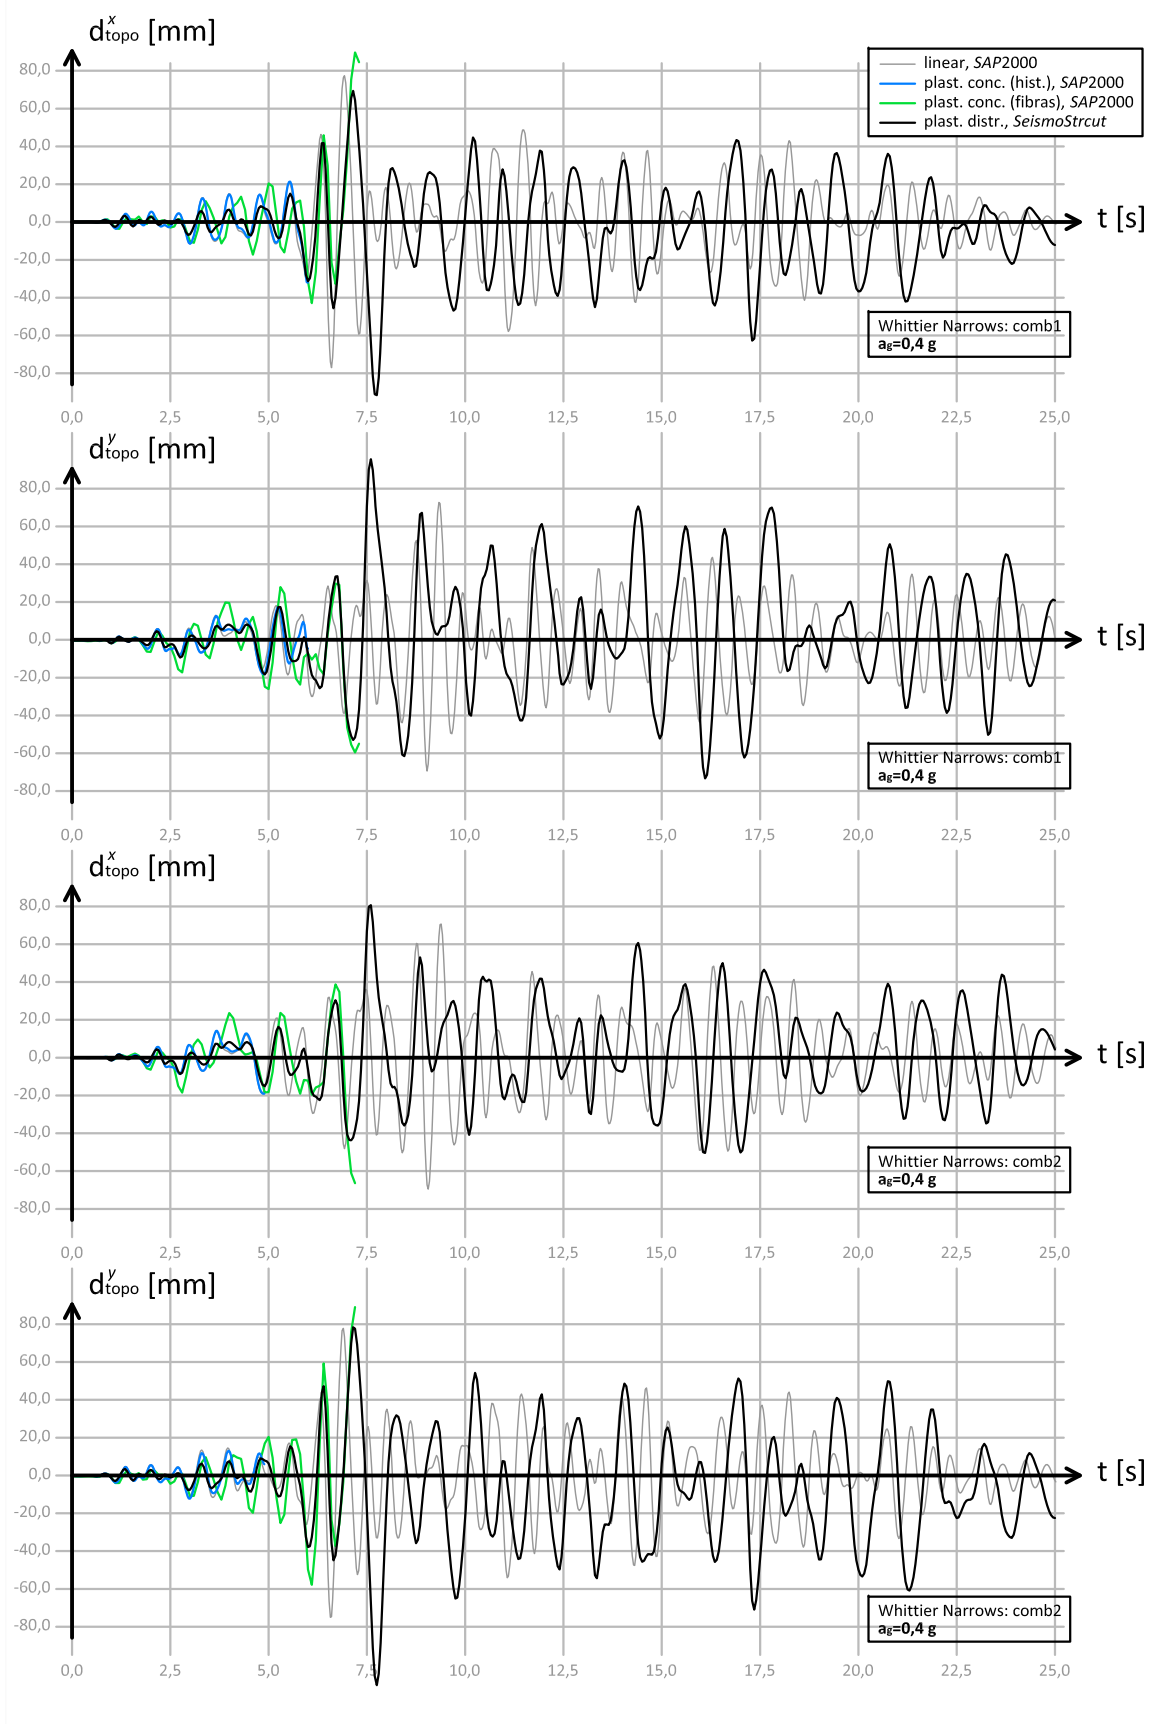 d_topo^x [mm]
linear, SAP2000
plast. conc. (hist.), SAP2000
plast. conc. (fibras), SAP2000
plast. distr., SeismoStrcut
80,0
60,0
40,0
20,0
0,0
-20,0
-40,0
-60,0
-80,0
t [s]
Whittier Narrows: comb1
ag=0,4 g
0,0 2,5 5,0 7,5 10,0 12,5 15,0 17,5 20,0 22,5 25,0
d_topo^y [mm]
80,0
60,0
40,0
20,0
0,0
-20,0
-40,0
-60,0
-80,0
t [s]
Whittier Narrows: comb1
ag=0,4 g
0,0 2,5 5,0 7,5 10,0 12,5 15,0 17,5 20,0 22,5 25,0
d_topo^x [mm]
80,0
60,0
40,0
20,0
0,0
-20,0
-40,0
-60,0
-80,0
t [s]
Whittier Narrows: comb2
ag=0,4 g
0,0 2,5 5,0 7,5 10,0 12,5 15,0 17,5 20,0 22,5 25,0
d_topo^y [mm]
80,0
60,0
40,0
20,0
0,0
-20,0
-40,0
-60,0
-80,0
t [s]
Whittier Narrows: comb2
ag=0,4 g
0,0 2,5 5,0 7,5 10,0 12,5 15,0 17,5 20,0 22,5 25,0